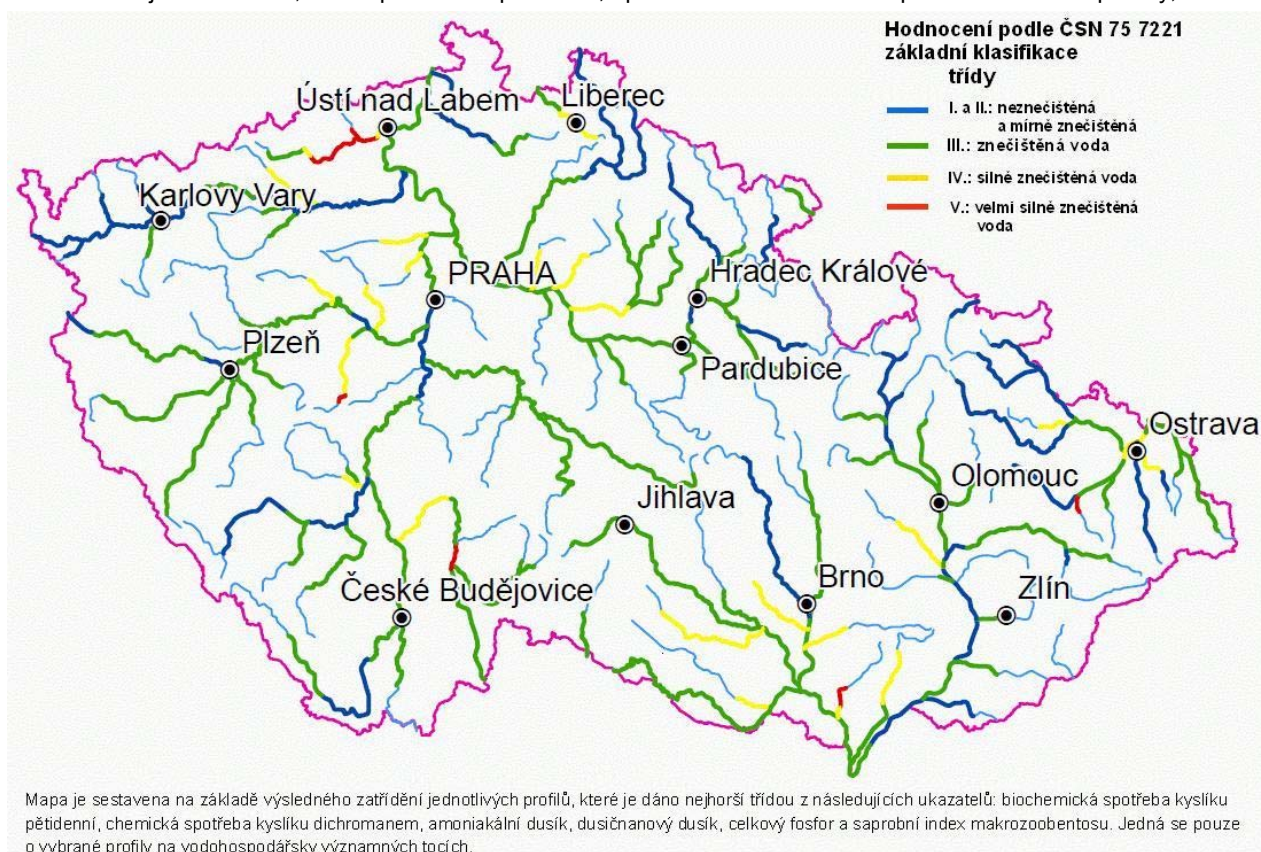 Hodnocení podle ČSN 75 7221
základní klasifikace
třídy
I. a II.: neznečištěná
a mírně znečištěná
III.: znečištěná voda
IV.: silně znečištěná voda
V.: velmi silně znečištěná
voda
Ústí nad Labem
Liberec
Karlovy Vary
PRAHA
Hradec Králové
Plzeň
Pardubice
Ostrava
Olomouc
Jihlava
Brno
Zlín
České Budějovice
Mapa je sestavena na základě výsledného zatřídění jednotlivých profilů, které je dáno nejhorší třídou z následujících ukazatelů: biochemická spotřeba kyslíku
pětidenní, chemická spotřeba kyslíku dichromanem, amoniakální dusík, dusičnanový dusík, celkový fosfor a saprobní index makrozoobentosu. Jedná se pouze
o vybrané profily na vodohospodářsky významných tocích.